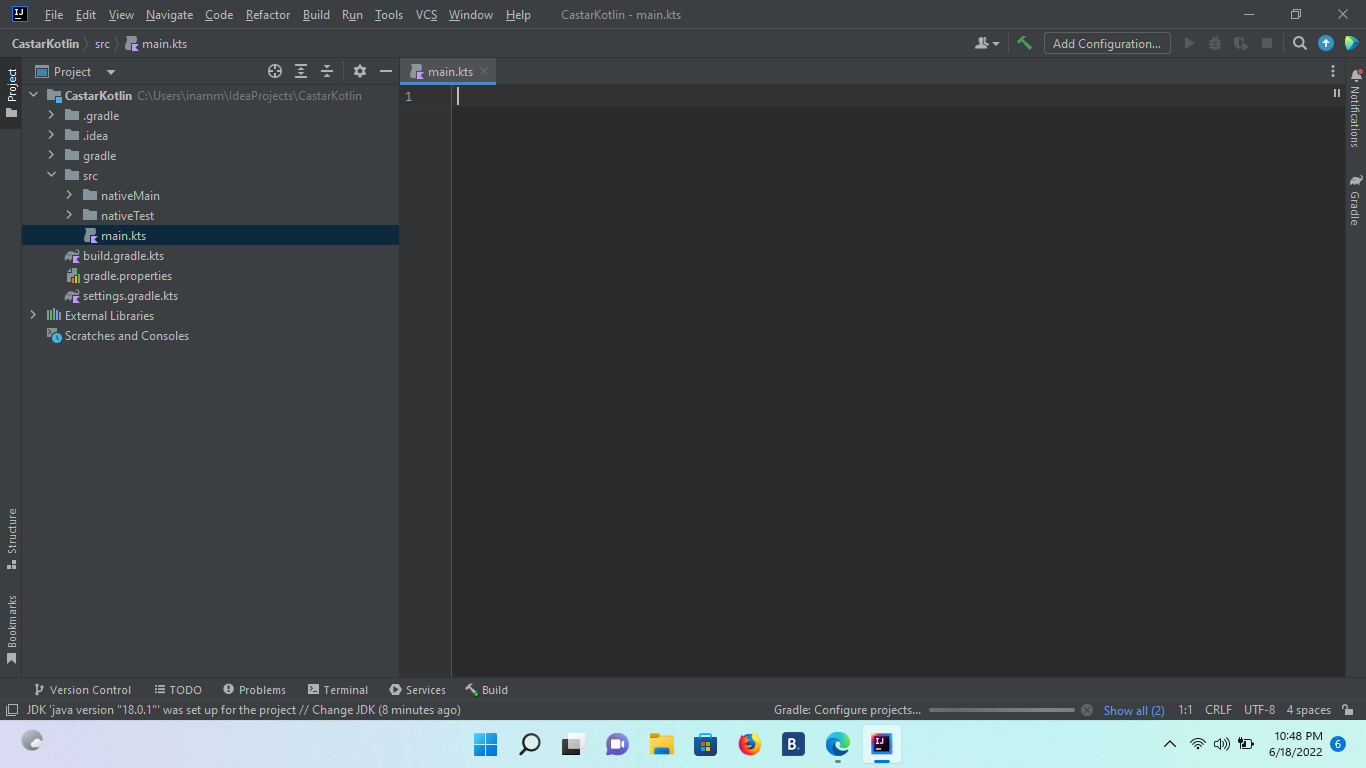 IJ File Edit View Navigate Code Refactor Build Run Tools VCS Window Help CastarKotlin - main.kts
CastarKotlin src main.kts Add Configuration...
Project
Project
main.kts
CastarKotlin C:\Users\inamm\IdeaProjects\CastarKotlin
1
.gradle
.idea
gradle
src
nativeMain
nativeTest
main.kts
build.gradle.kts
gradle.properties
settings.gradle.kts
External Libraries
Scratches and Consoles
Notifications
Gradle
Structure
Bookmarks
Version Control TODO Problems Terminal Services Build
JDK 'java version "18.0.1"' was set up for the project // Change JDK (8 minutes ago) Gradle: Configure projects... Show all (2) 1:1 CRLF UTF-8 4 spaces
B. IJ 10:48 PM
6/18/2022 6